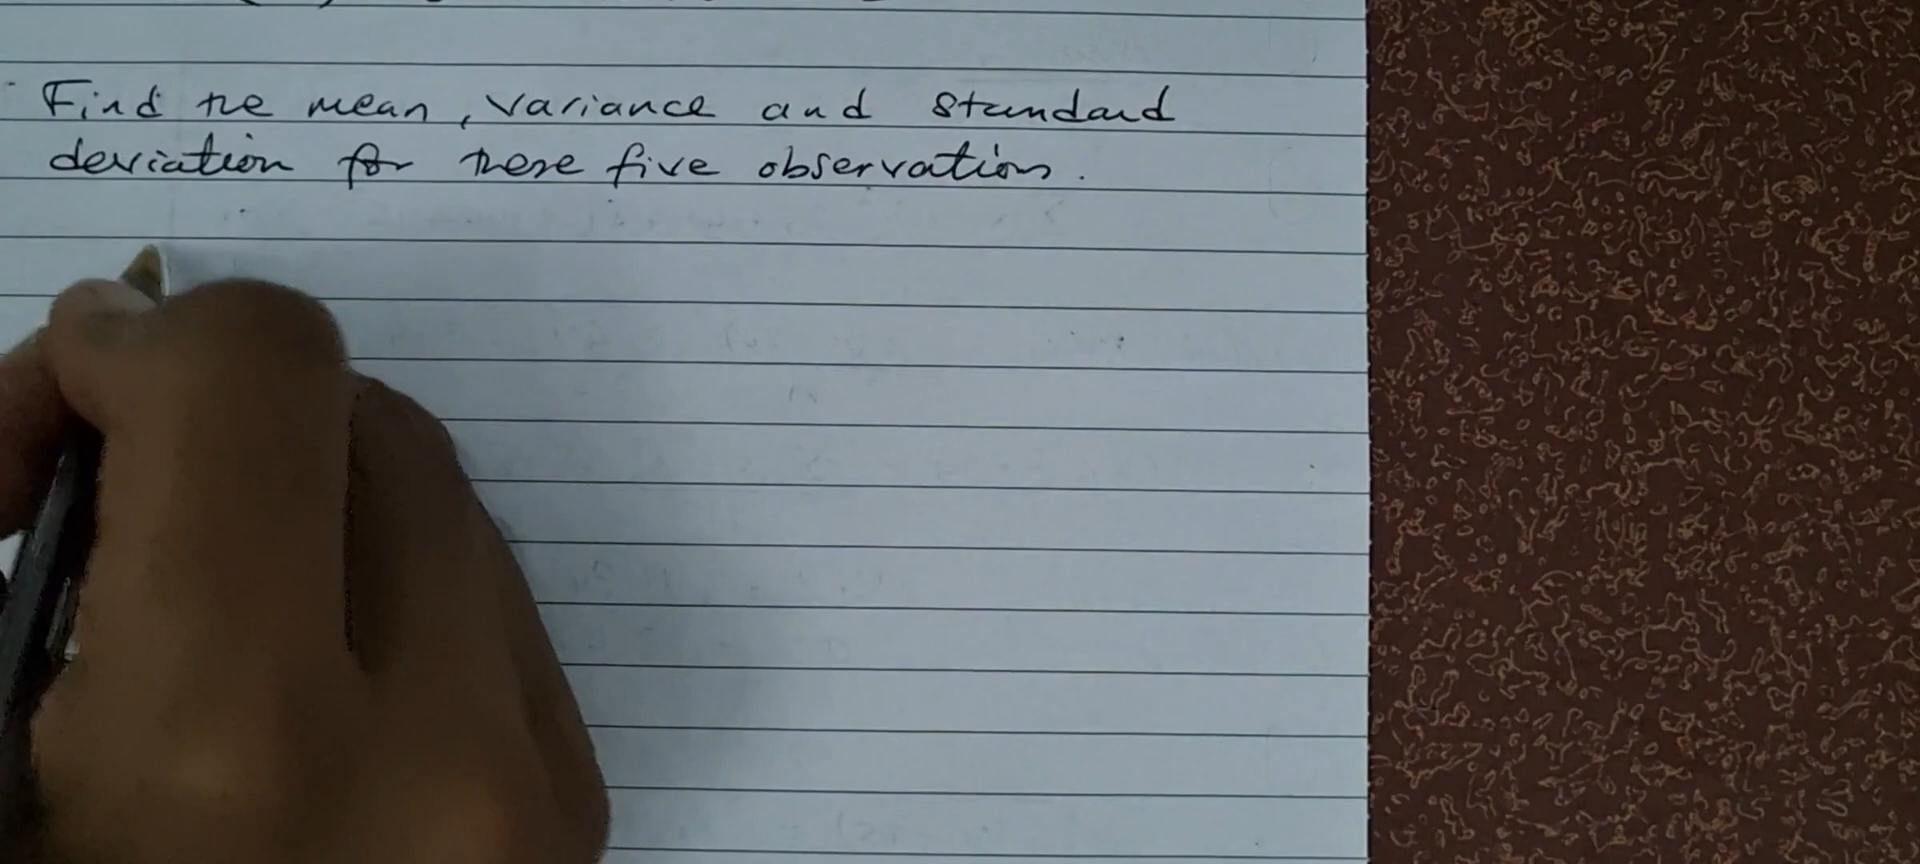 Find the mean, variance and standard
deviation for these five observations.